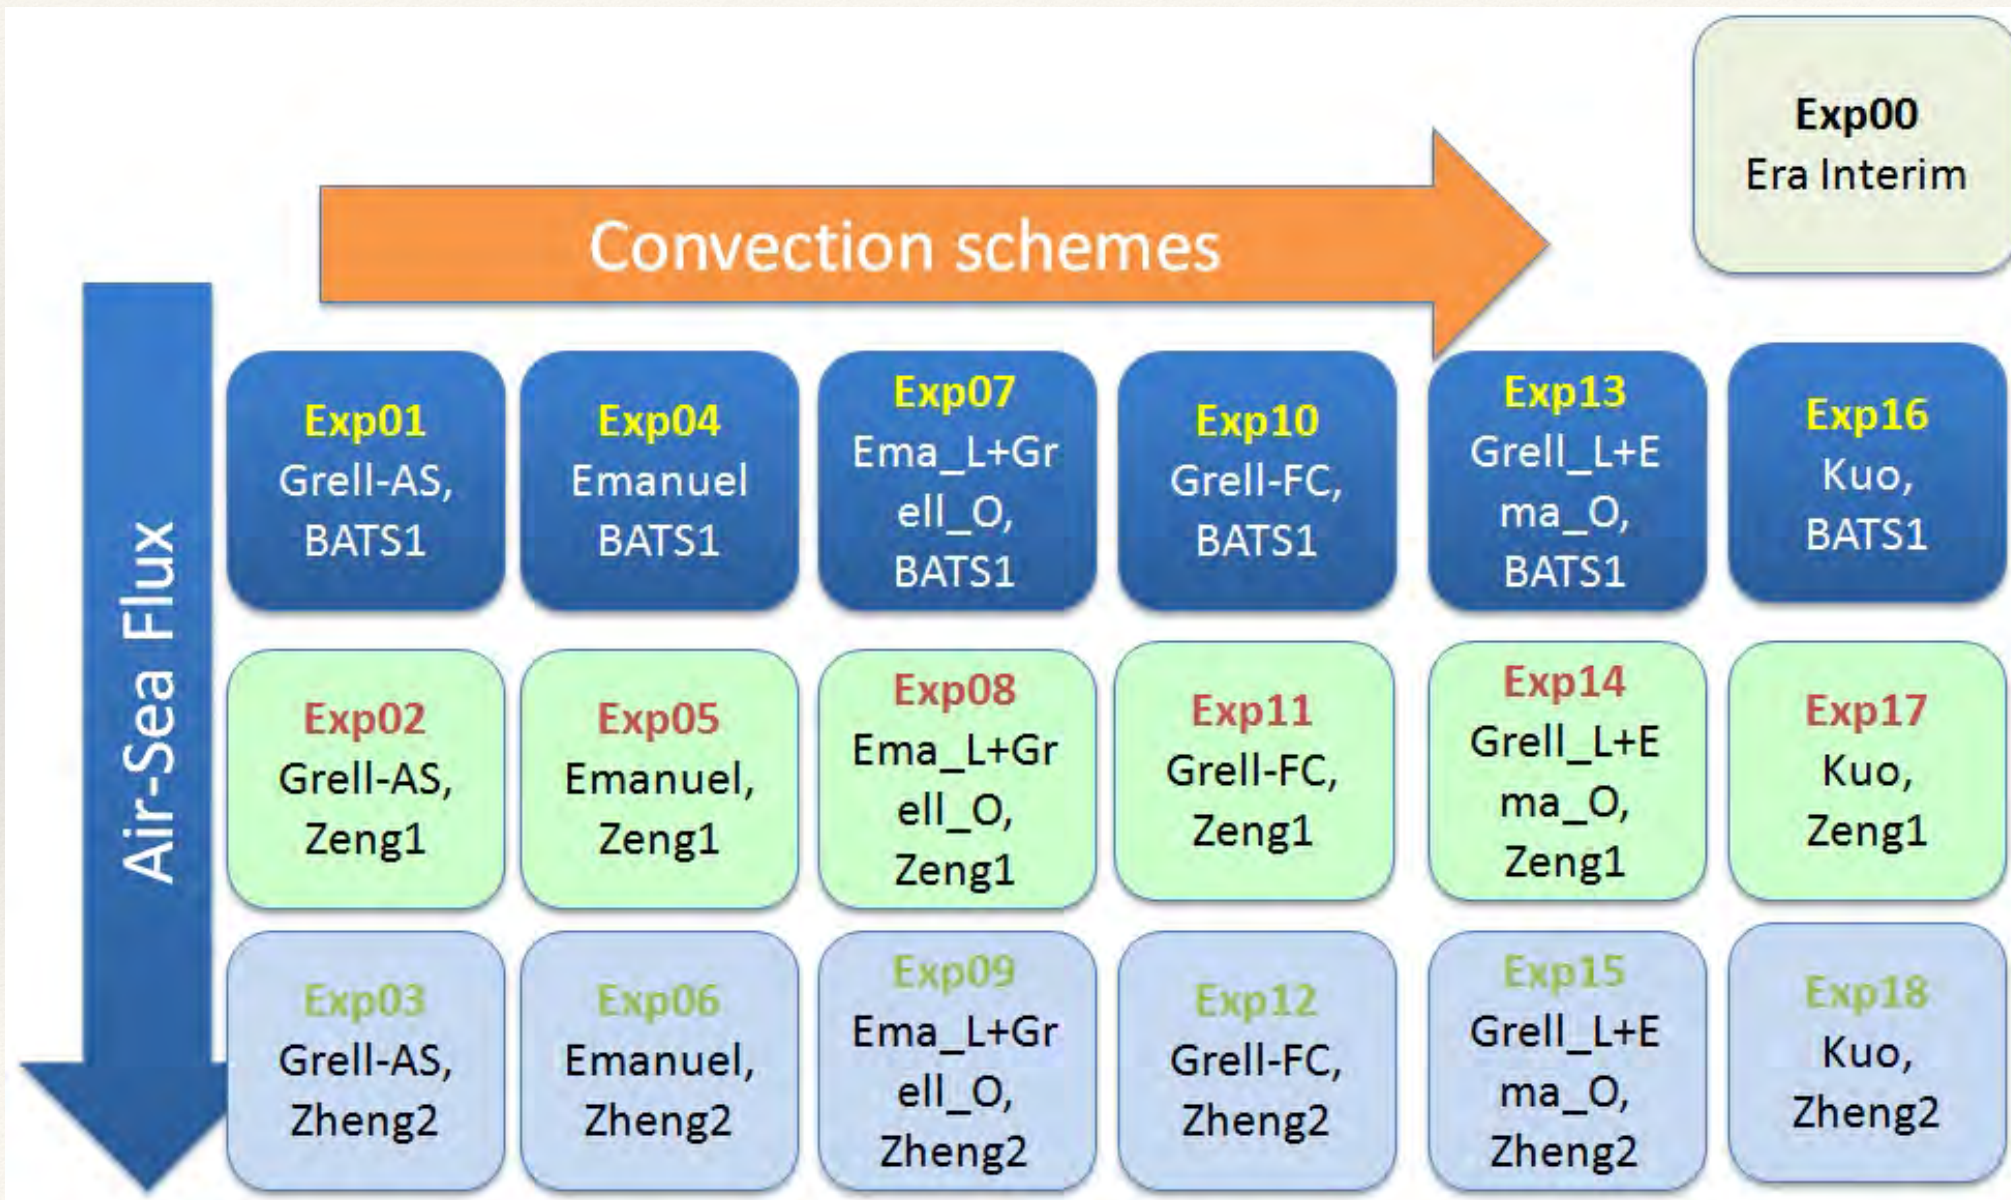 Exp00
Era Interim
Convection schemes
Air-Sea Flux
Exp01
Grell-AS,
BATS1
Exp04
Emanuel
BATS1
Exp07
Ema_L+Gr
ell_O,
BATS1
Exp10
Grell-FC,
BATS1
Exp13
Grell_L+E
ma_O,
BATS1
Exp16
Kuo,
BATS1
Exp02
Grell-AS,
Zeng1
Exp05
Emanuel,
Zeng1
Exp08
Ema_L+Gr
ell_O,
Zeng1
Exp11
Grell-FC,
Zeng1
Exp14
Grell_L+E
ma_O,
Zeng1
Exp17
Kuo,
Zeng1
Exp03
Grell-AS,
Zheng2
Exp06
Emanuel,
Zheng2
Exp09
Ema_L+Gr
ell_O,
Zheng2
Exp12
Grell-FC,
Zheng2
Exp15
Grell_L+E
ma_O,
Zheng2
Exp18
Kuo,
Zheng2